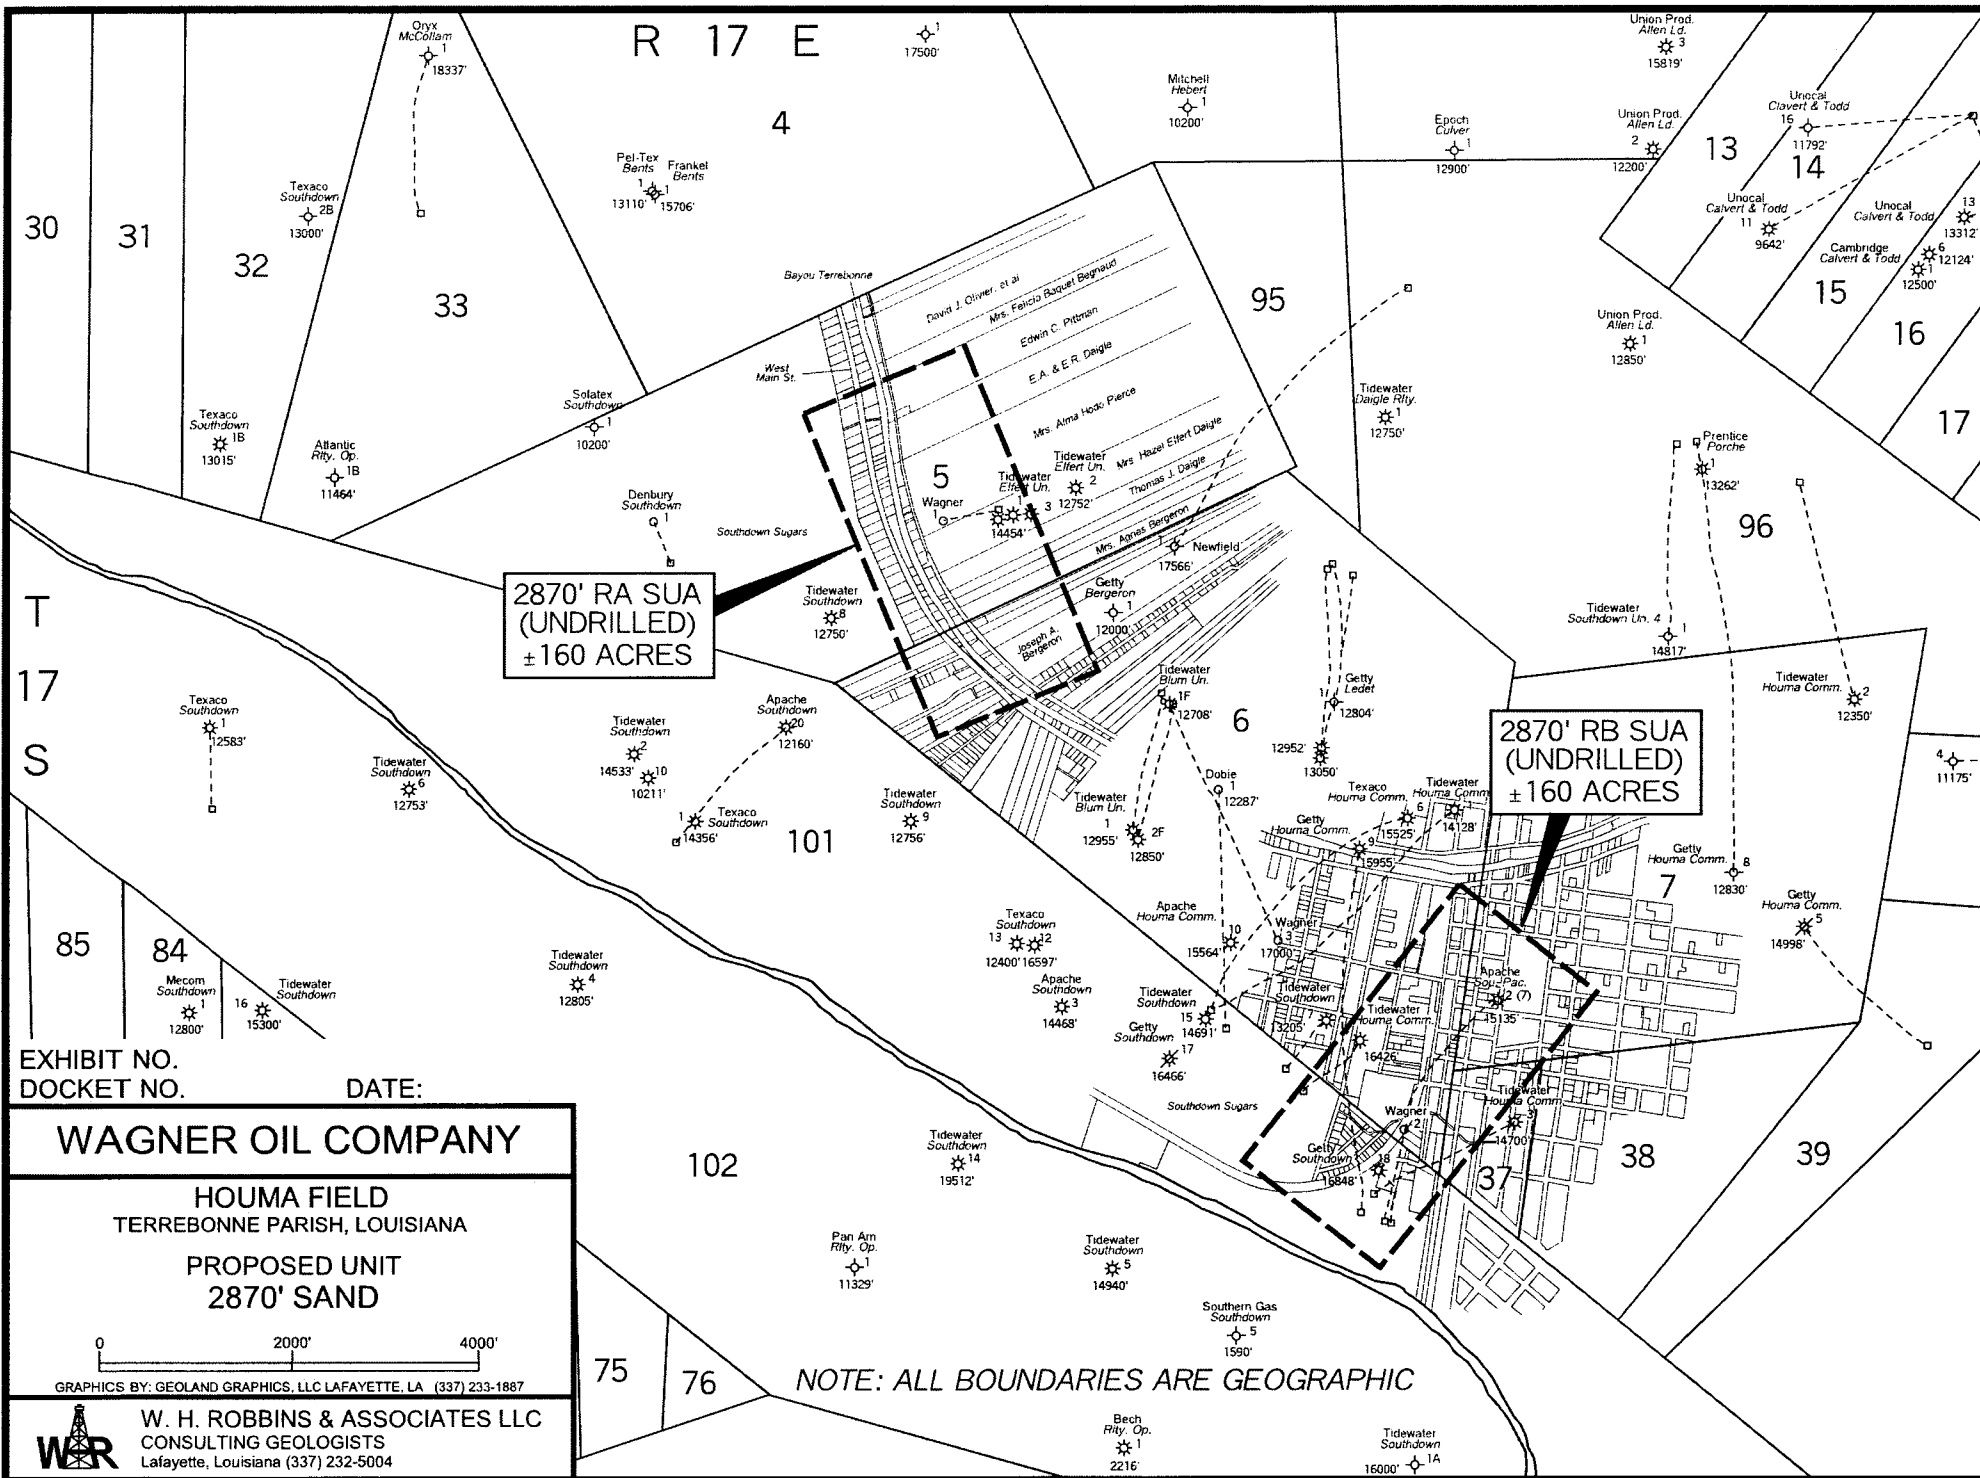 R 17 E
Oryx
McCollam
1
18337'
1
17500'
Mitchell
Hebert
1
10200'
Union Prod.
Allen Ld.
3
15819'
Epoch
Culver
1
12900'
Union Prod.
Allen Ld.
2
12200'
13
Unocal
Clavert & Todd
16
11792'
14
Unocal
Calvert & Todd
11
9642'
Unocal
Calvert & Todd
13
13312'
Cambridge
Calvert & Todd
6
12124'
1
12500'
15
16
17
4
Pel-Tex
Bents
1
13110'
Frankel
Bents
1
15706'
30
31
32
33
Texaco
Southdown
2B
13000'
Texaco
Southdown
1B
13015'
Atlantic
Rlty. Op.
1B
11464'
Solatex
Southdown
1
10200'
Bayou Terrebonne
West
Main St.
David J. Olivier, et al
Mrs. Felicia Baquet Begnaud
Edwin C. Pittman
E.A. & E.R. Daigle
Mrs. Alma Hodo Pierce
Mrs. Hazel Elfert Daigle
Thomas J. Daigle
Mrs. Agnes Bergeron
Joseph A.
Bergeron
95
Union Prod.
Allen Ld.
1
12850'
Tidewater
Daigle Rlty.
1
12750'
5
Wagner
1
Tidewater
Elfert Un.
1
3
14454'
Tidewater
Elfert Un.
2
12752'
Denbury
Southdown
1
Southdown Sugars
2870' RA SUA
(UNDRILLED)
±160 ACRES
Tidewater
Southdown
8
12750'
1
Newfield
17566'
Getty
Bergeron
1
12000'
Prentice
Porche
1
13262'
96
Tidewater
Southdown Un. 4
1
14817'
T
17
S
Texaco
Southdown
1
12583'
Tidewater
Southdown
6
12753'
Tidewater
Southdown
2
14533'
10
10211'
Apache
Southdown
20
12160'
1
Texaco
Southdown
14356'
Tidewater
Southdown
9
12756'
101
Tidewater
Blum Un.
1F
12708'
6
Getty
Ledet
1
12804'
12952'
13050'
Dobie
1
12287'
Tidewater
Blum Un.
1
12955'
2F
12850'
Texaco
Houma Comm.
6
15525'
Tidewater
Houma Comm.
14128'
Getty
Houma Comm.
9
15955'
2870' RB SUA
(UNDRILLED)
±160 ACRES
Tidewater
Houma Comm.
2
12350'
4
11175'
Getty
Houma Comm.
8
12830'
7
Getty
Houma Comm.
5
14998'
Apache
Houma Comm.
10
15564'
Wagner
3
17000'
Apache
Sou. Pac.
2 (7)
15135'
Texaco
Southdown
13
12
12400'
16597'
Apache
Southdown
3
14468'
Tidewater
Southdown
15
14691'
Getty
Southdown
17
16466'
Tidewater
Southdown
7
13205'
Tidewater
Houma Comm.
16426'
Tidewater
Houma Comm.
3
14700'
Wagner
2
Getty
Southdown
18
16848'
Southdown Sugars
37
38
39
85
84
Mecom
Southdown
1
12800'
16
Tidewater
Southdown
15300'
Tidewater
Southdown
4
12805'
Tidewater
Southdown
14
19512'
102
Pan Am
Rlty. Op.
1
11329'
Tidewater
Southdown
5
14940'
Southern Gas
Southdown
5
1590'
75
76
NOTE: ALL BOUNDARIES ARE GEOGRAPHIC
Bech
Rlty. Op.
1
2216'
Tidewater
Southdown
1A
16000'
EXHIBIT NO.
DOCKET NO. DATE:
WAGNER OIL COMPANY
HOUMA FIELD
TERREBONNE PARISH, LOUISIANA
PROPOSED UNIT
2870' SAND
0 2000' 4000'
GRAPHICS BY: GEOLAND GRAPHICS, LLC LAFAYETTE, LA (337) 233-1887
WR
W. H. ROBBINS & ASSOCIATES LLC
CONSULTING GEOLOGISTS
Lafayette, Louisiana (337) 232-5004